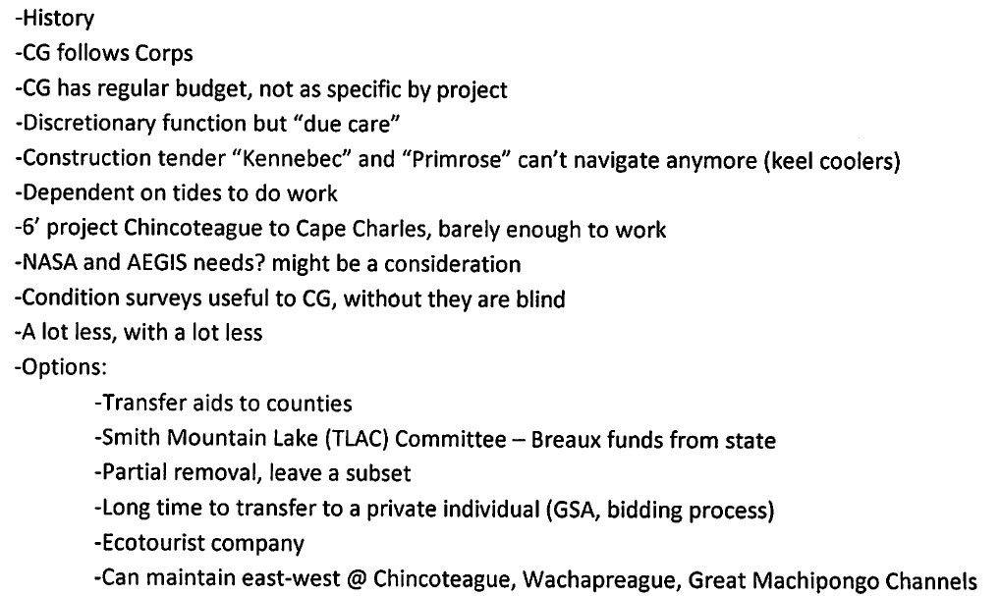 -History
-CG follows Corps
-CG has regular budget, not as specific by project
-Discretionary function but “due care”
-Construction tender “Kennebec” and “Primrose” can’t navigate anymore (keel coolers)
-Dependent on tides to do work
-6’ project Chincoteague to Cape Charles, barely enough to work
-NASA and AEGIS needs? might be a consideration
-Condition surveys useful to CG, without they are blind
-A lot less, with a lot less
-Options:
-Transfer aids to counties
-Smith Mountain Lake (TLAC) Committee – Breaux funds from state
-Partial removal, leave a subset
-Long time to transfer to a private individual (GSA, bidding process)
-Ecotourist company
-Can maintain east-west @ Chincoteague, Wachapreague, Great Machipongo Channels